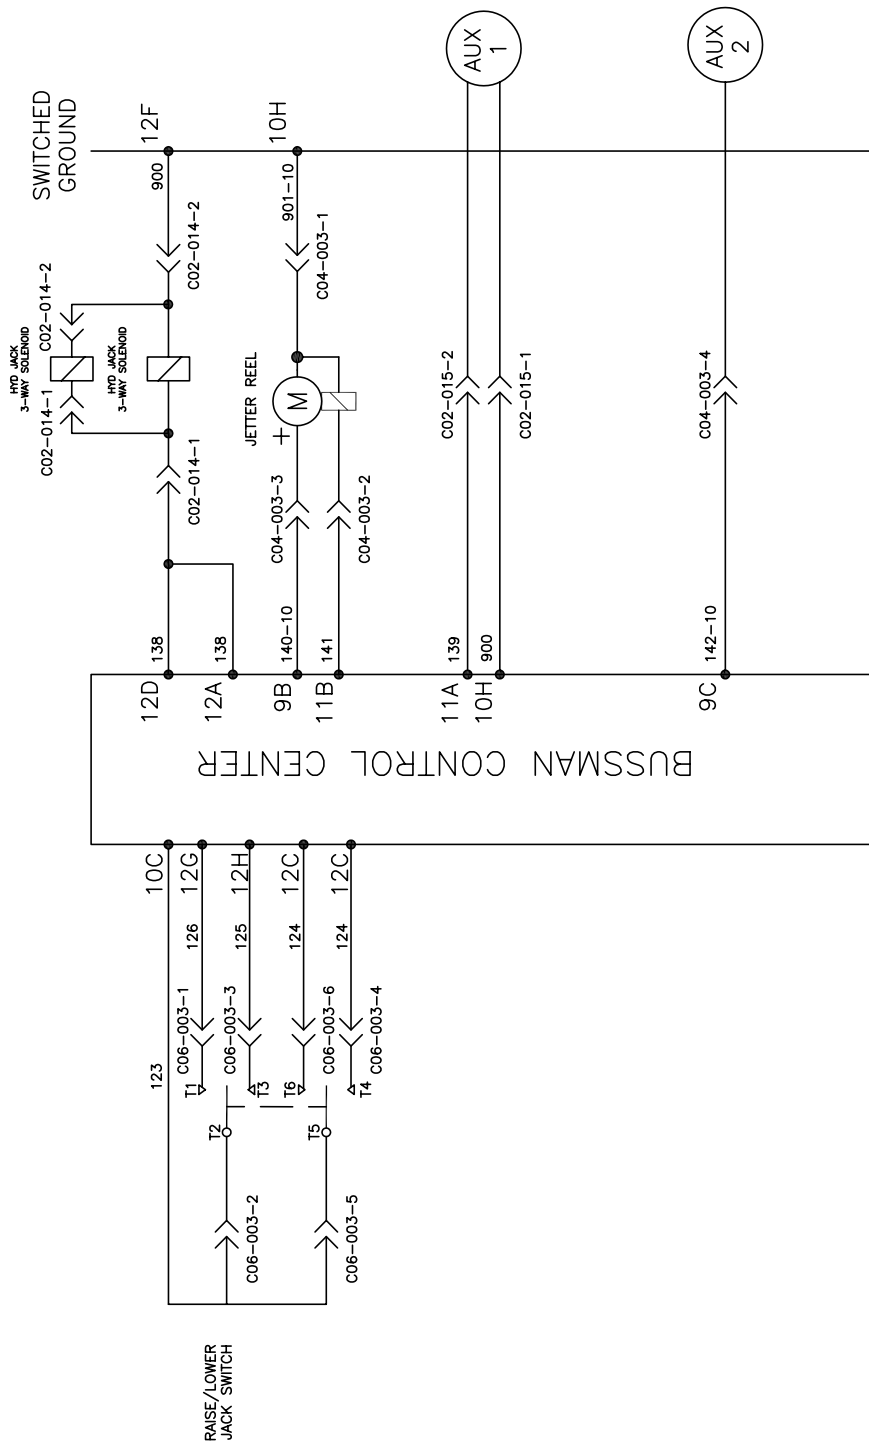 SWITCHED
GROUND
12F
10H
900
901-10
C02-014-2
C04-003-1
C02-014-2
HYD JACK
3-WAY SOLENOID
C02-014-1
HYD JACK
3-WAY SOLENOID
C02-014-1
JETTER REEL
M
+
C04-003-3
C04-003-2
AUX
1
AUX
2
C02-015-2
C02-015-1
C04-003-4
138
138
140-10
141
139
900
142-10
12D
12A
9B
11B
11A
10H
9C
BUSSMAN CONTROL CENTER
10C
12G
12H
12C
12C
123
126
125
124
124
C06-003-1
C06-003-3
C06-003-6
C06-003-4
T1
T3
T6
T4
T2
T5
C06-003-2
C06-003-5
RAISE/LOWER
JACK SWITCH